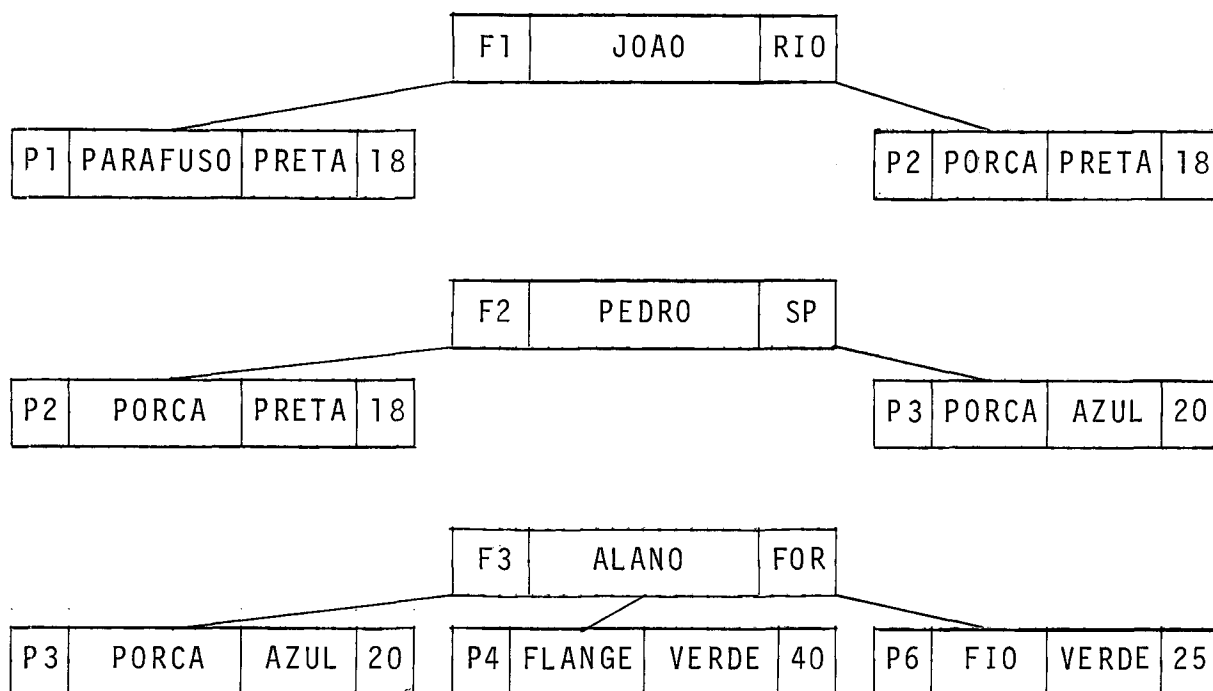 F1 JOAO RIO
P1 PARAFUSO PRETA 18
P2 PORCA PRETA 18
F2 PEDRO SP
P2 PORCA PRETA 18
P3 PORCA AZUL 20
F3 ALANO FOR
P3 PORCA AZUL 20
P4 FLANGE VERDE 40
P6 FIO VERDE 25